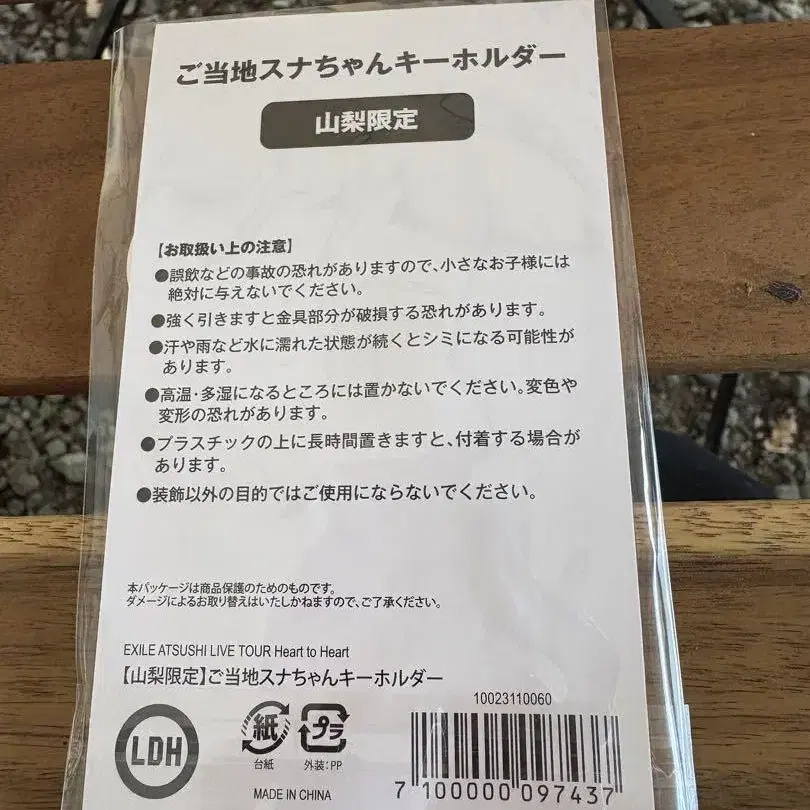 ご当地スナちゃんキーホルダー
山梨限定
【お取扱い上の注意】
●誤飲などの事故の恐れがありますので、小さなお子様には
絶対に与えないでください。
●強く引きますと金具部分が破損する恐れがあります。
●汗や雨など水に濡れた状態が続くとシミになる可能性が
あります。
●高温・多湿になるところには置かないでください。変色や
変形の恐れがあります。
●プラスチックの上に長時間置きますと、付着する場合が
あります。
●装飾以外の目的ではご使用にならないでください。
本パッケージは商品保護のためのものです。
ダメージによるお取り替えはいたしかねますので、ご了承ください。
EXILE ATSUSHI LIVE TOUR Heart to Heart
【山梨限定】ご当地スナちゃんキーホルダー
10023110060
LDH
紙
プラ
台紙
外装:PP
MADE IN CHINA
7 100000 097437